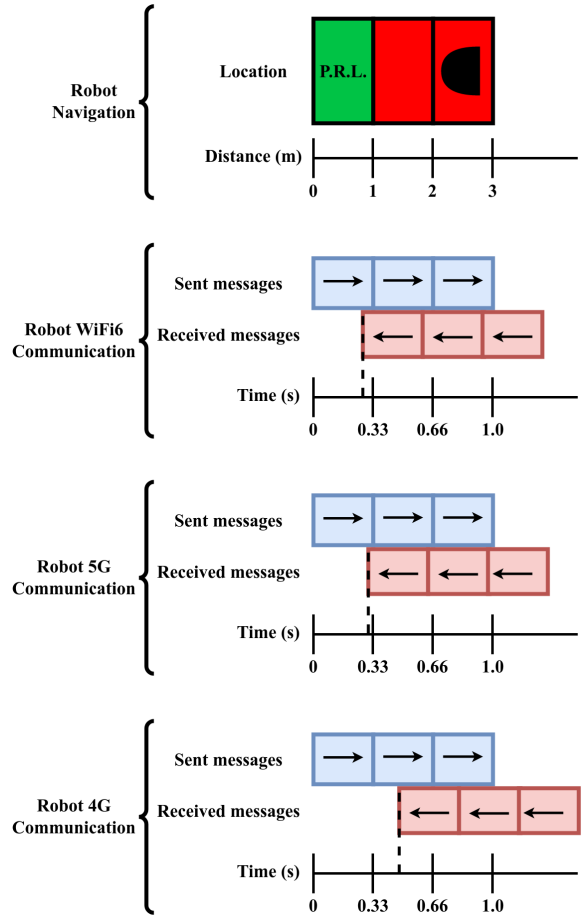 Robot
Navigation
Location
P.R.L.
Distance (m)
0 1 2 3
Robot WiFi6
Communication
Sent messages
Received messages
Time (s)
0 0.33 0.66 1.0
Robot 5G
Communication
Sent messages
Received messages
Time (s)
0 0.33 0.66 1.0
Robot 4G
Communication
Sent messages
Received messages
Time (s)
0 0.33 0.66 1.0